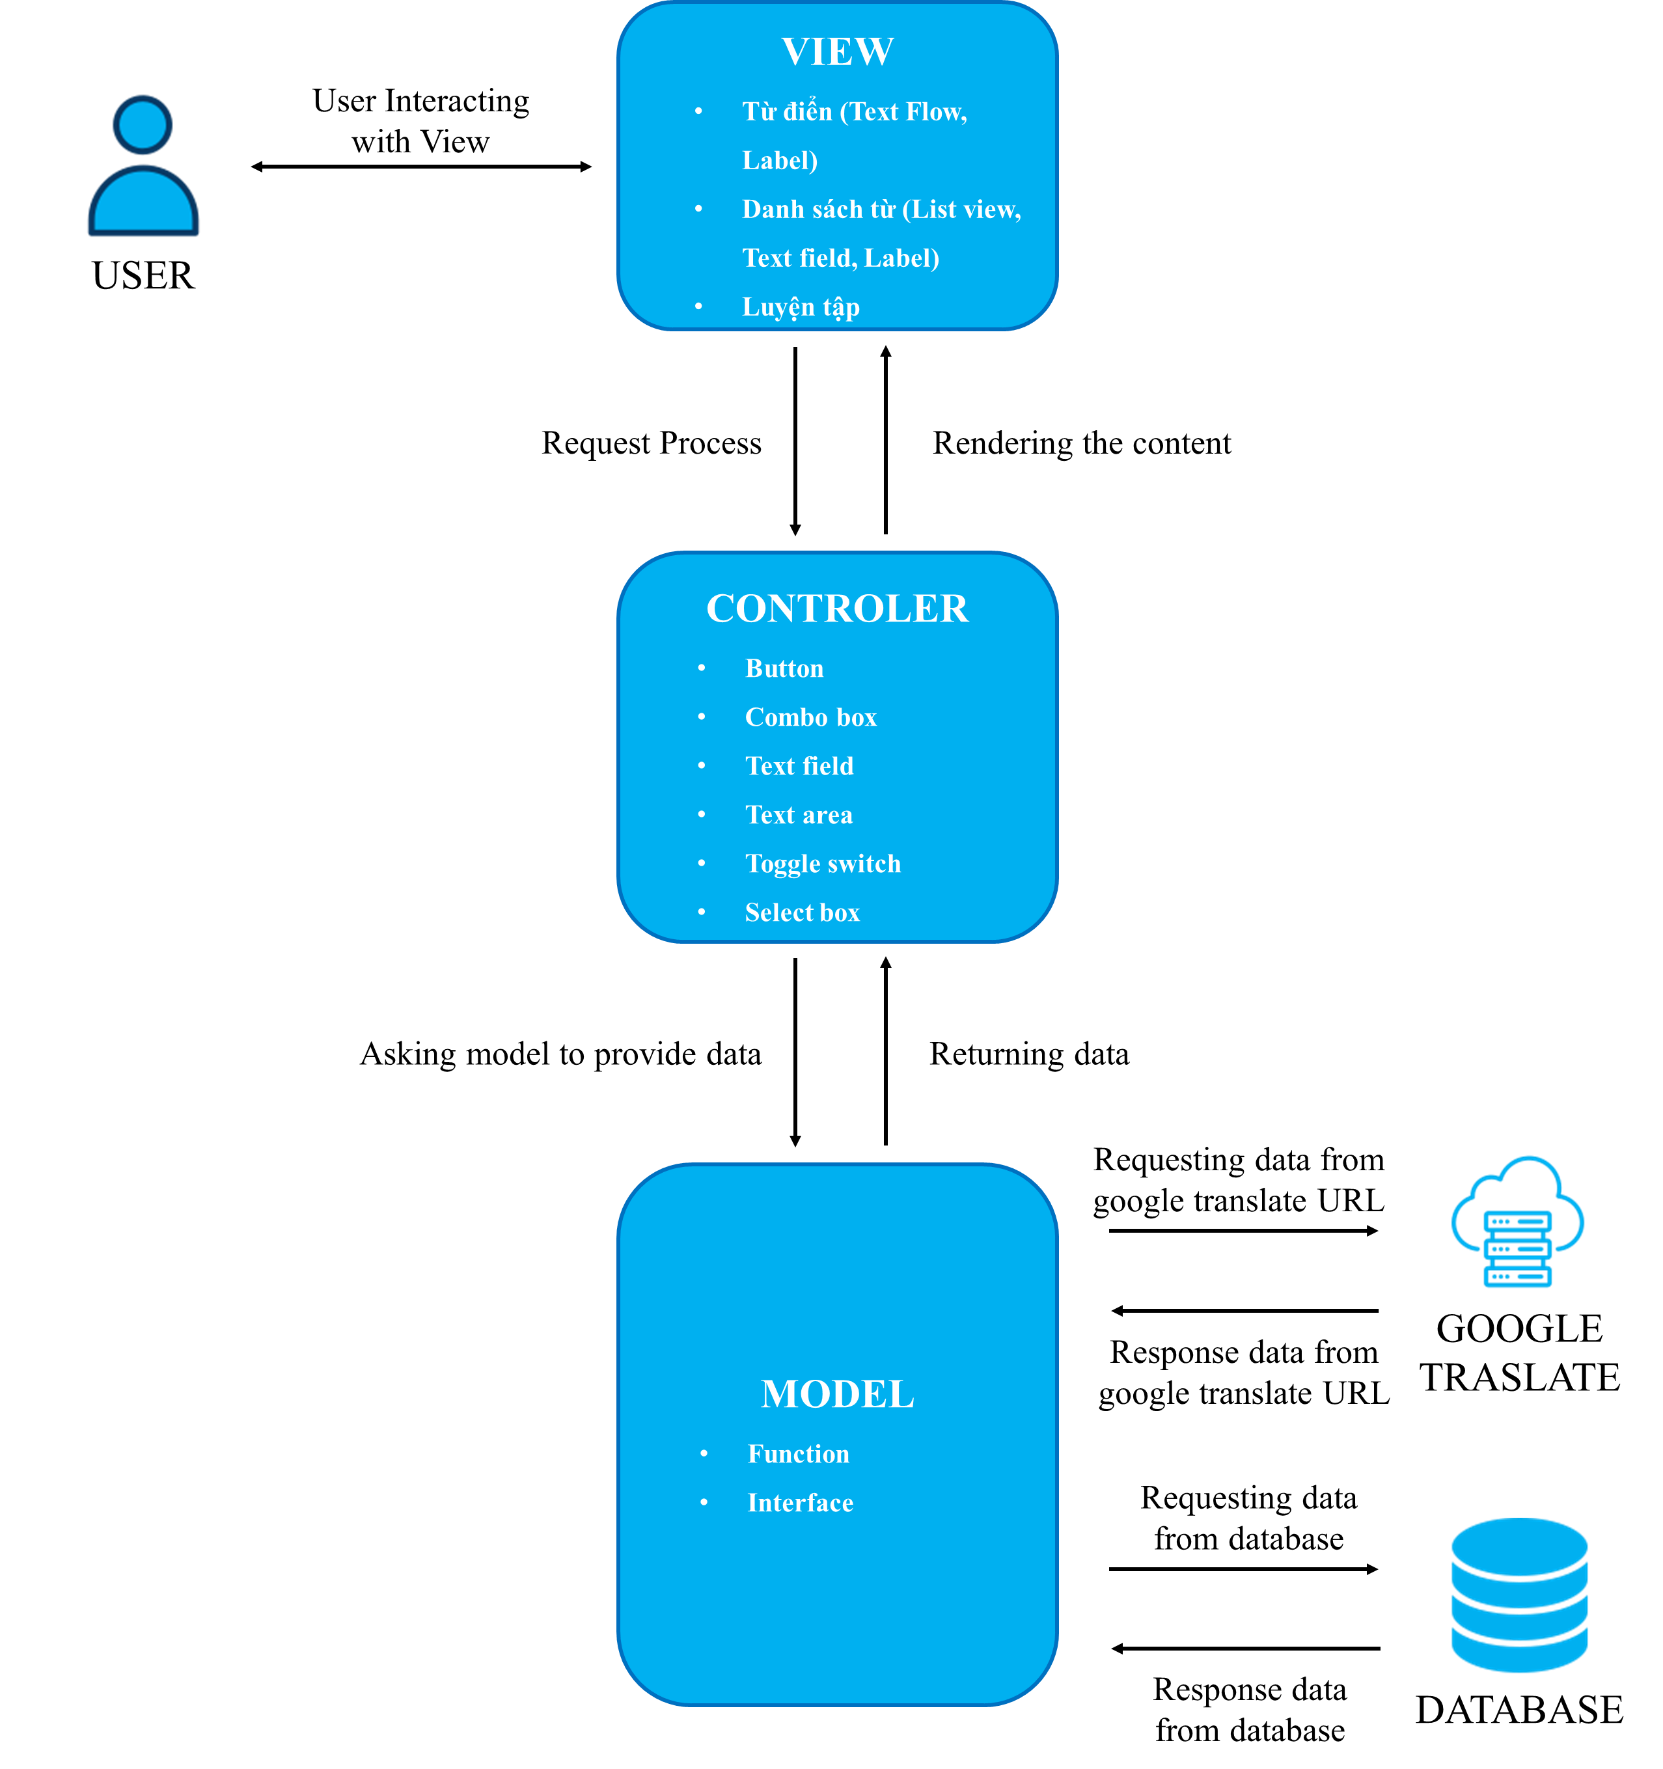 VIEW
• Từ điển (Text Flow,
Label)
• Danh sách từ (List view,
Text field, Label)
• Luyện tập
User Interacting
with View
USER
Request Process
Rendering the content
CONTROLER
• Button
• Combo box
• Text field
• Text area
• Toggle switch
• Select box
Asking model to provide data
Returning data
MODEL
• Function
• Interface
Requesting data from
google translate URL
Response data from
google translate URL
GOOGLE
TRASLATE
Requesting data
from database
Response data
from database
DATABASE